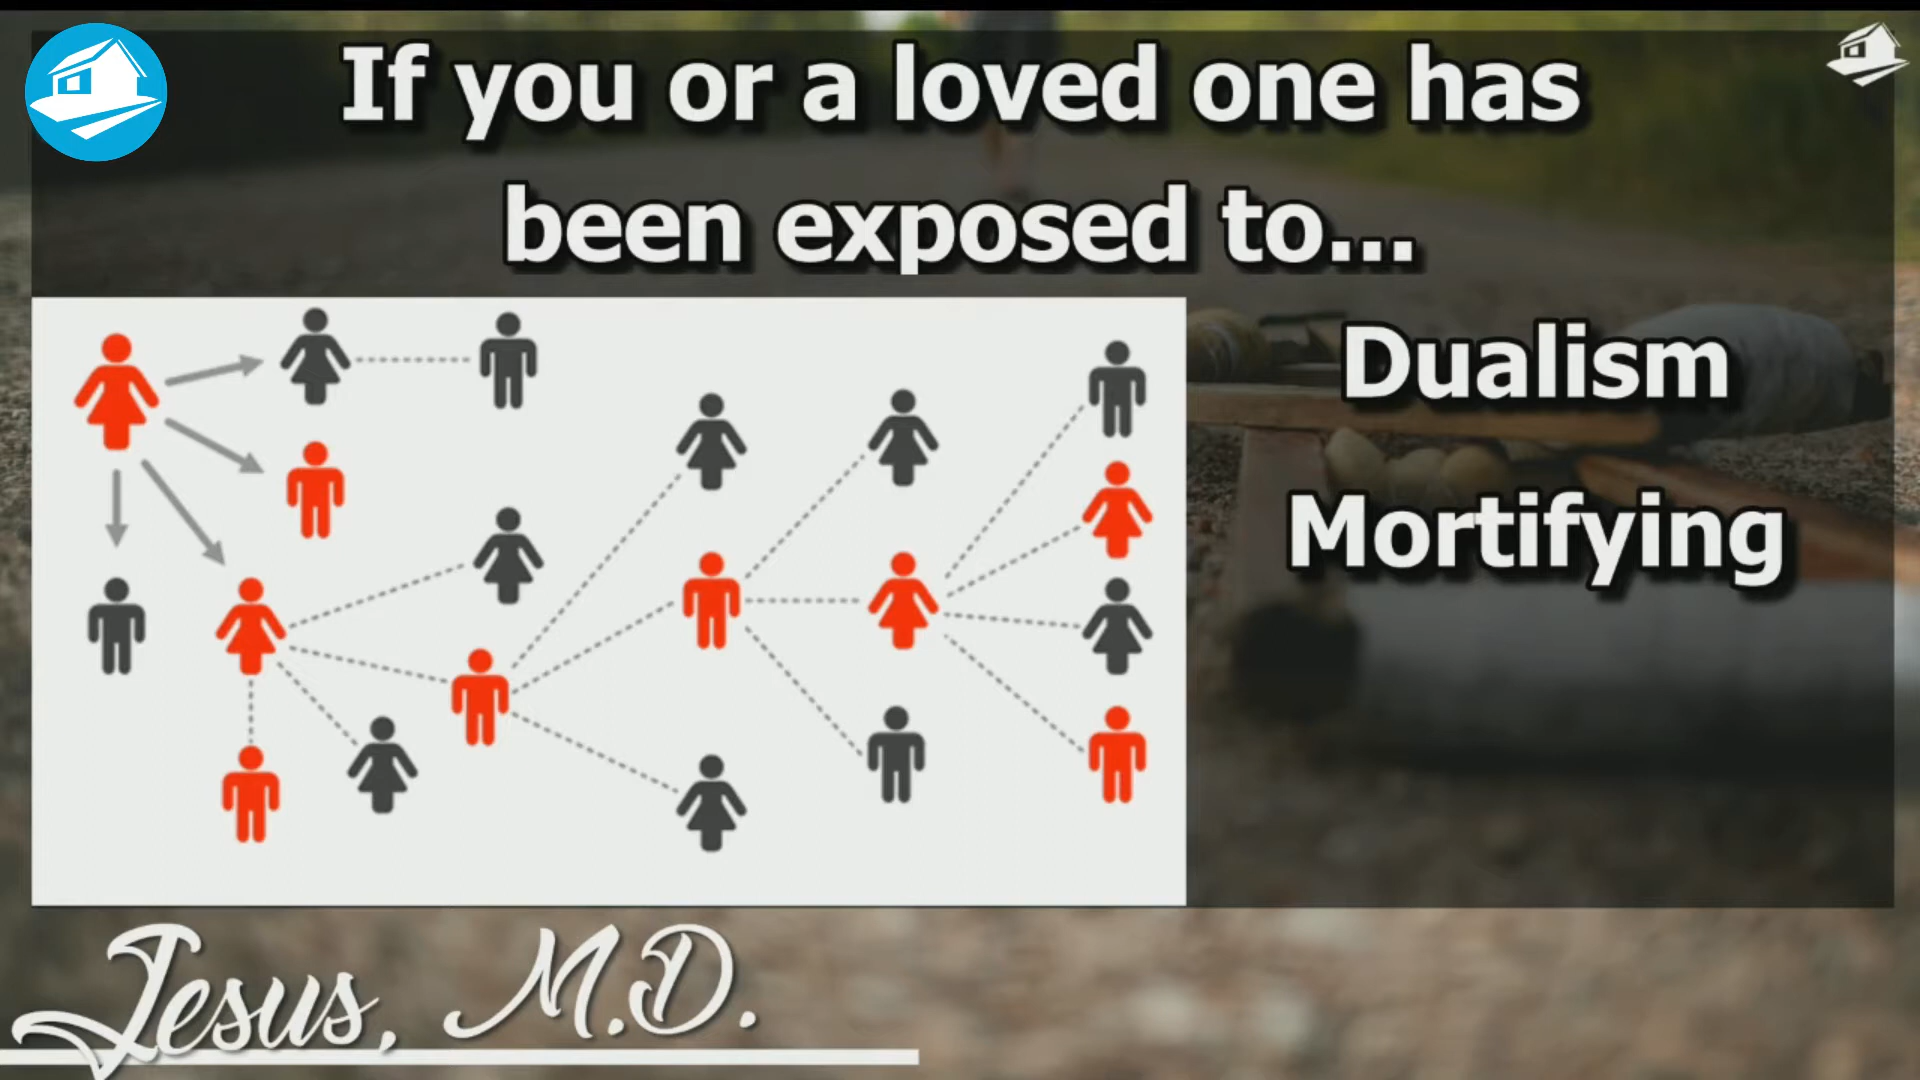 If you or a loved one has
been exposed to...
Dualism
Mortifying
Jesus, M.D.